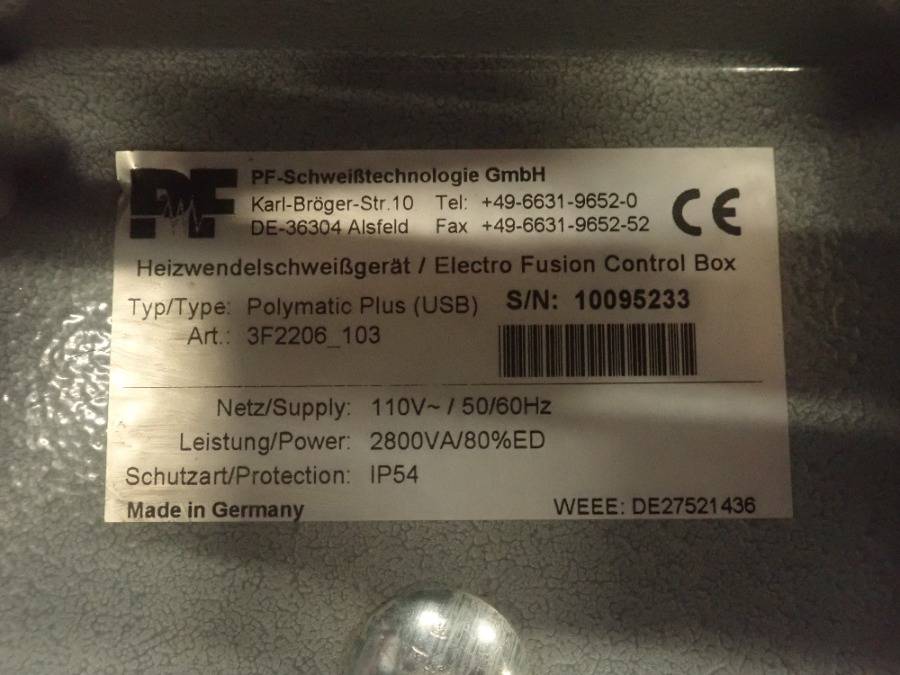 PF
PF-Schweißtechnologie GmbH
Karl-Bröger-Str.10 Tel: +49-6631-9652-0
DE-36304 Alsfeld Fax +49-6631-9652-52
CE
Heizwendelschweißgerät / Electro Fusion Control Box
Typ/Type: Polymatic Plus (USB) S/N: 10095233
Art.: 3F2206_103
Netz/Supply: 110V~ / 50/60Hz
Leistung/Power: 2800VA/80%ED
Schutzart/Protection: IP54
Made in Germany WEEE: DE27521436